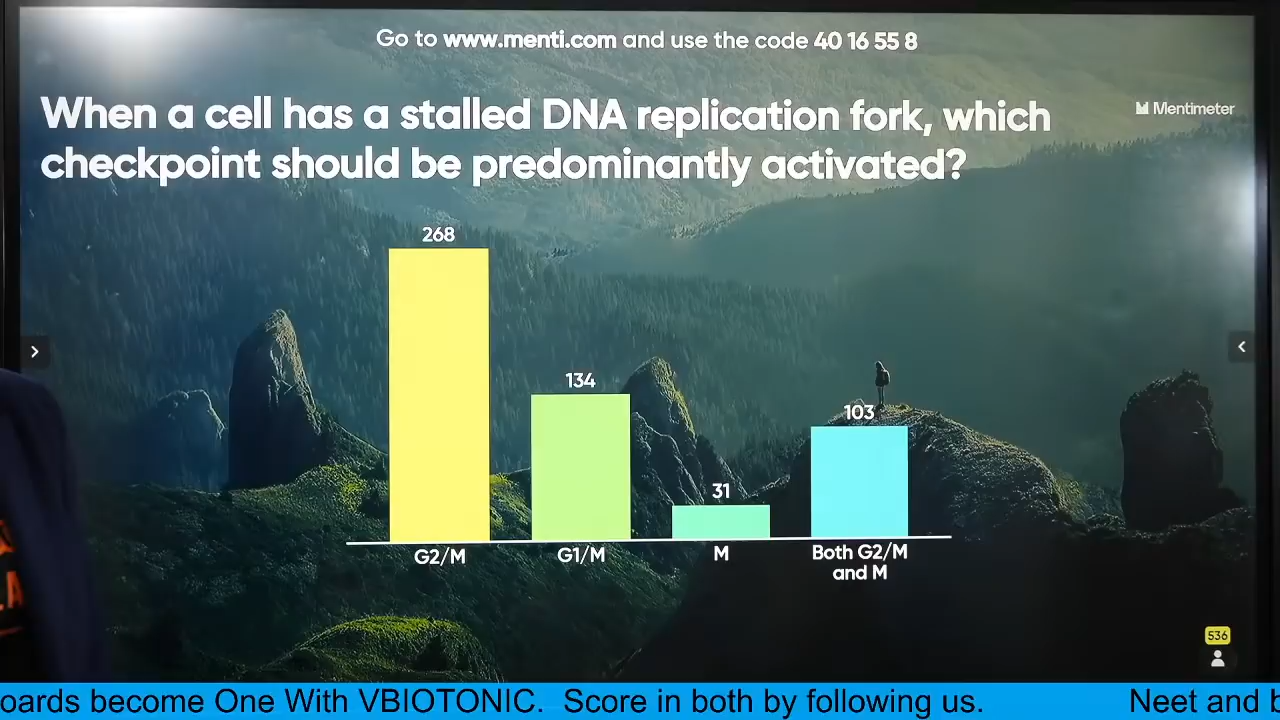 Go to www.menti.com and use the code 40 16 55 8
When a cell has a stalled DNA replication fork, which
checkpoint should be predominantly activated?
Mentimeter
268
134
31
103
G2/M
G1/M
M
Both G2/M
and M
536
oards become One With VBIOTONIC. Score in both by following us. Neet and b